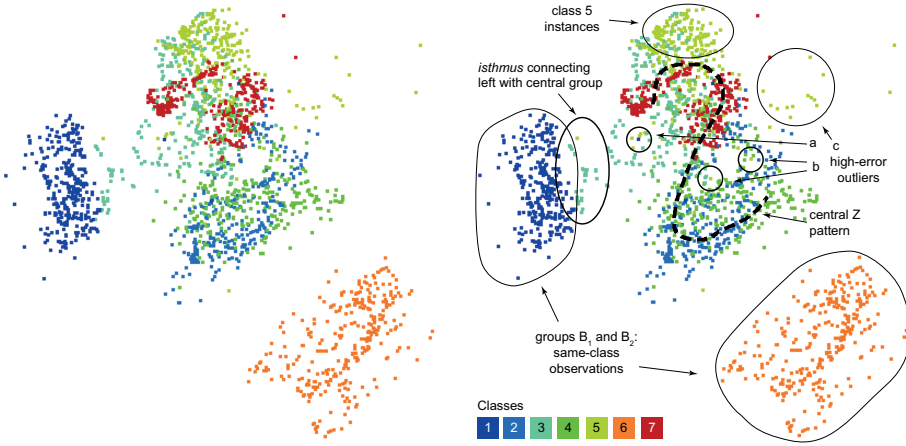 class 5
instances
isthmus connecting
left with central group
a
c
high-error
outliers
b
central Z
pattern
groups B1 and B2:
same-class
observations
Classes
1 2 3 4 5 6 7